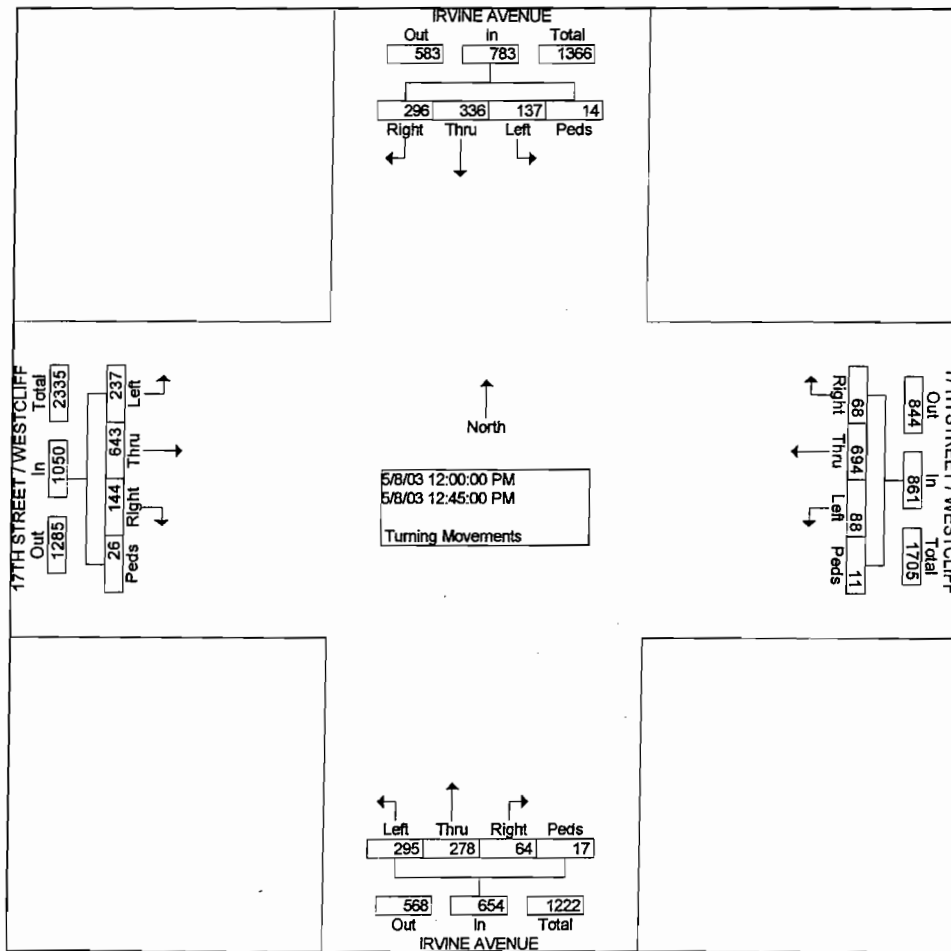 IRVINE AVENUE
Out In Total
583 783 1366
296 336 137 14
Right Thru Left Peds
17TH STREET / WESTCLIFF
Total In Out
2335 1050 1285
237 643 144 26
Left Thru Right Peds
North
5/8/03 12:00:00 PM
5/8/03 12:45:00 PM
Turning Movements
Right Thru Left Peds
68 694 88 11
844 861 1705
Out In Total
17TH STREET / WESTCLIFF
Left Thru Right Peds
295 278 64 17
568 654 1222
Out In Total
IRVINE AVENUE